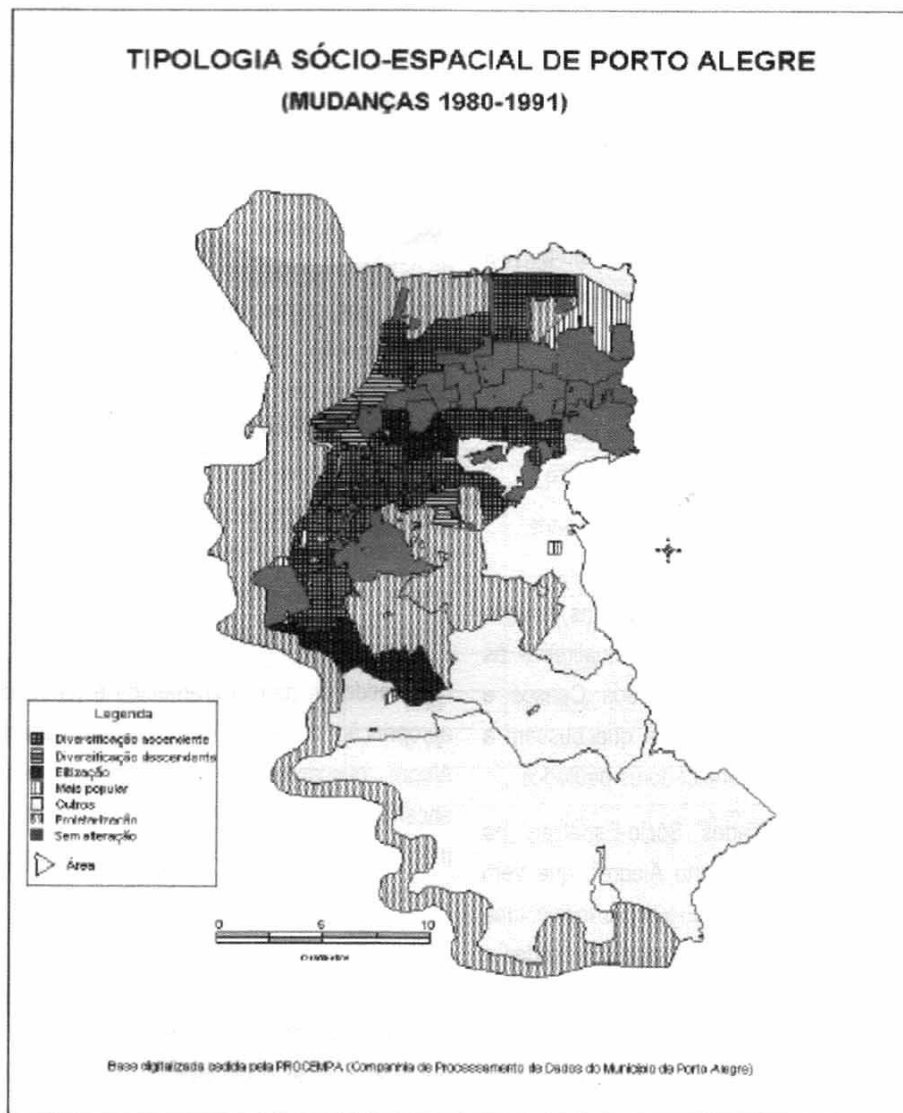 TIPOLOGIA SÓCIO-ESPACIAL DE PORTO ALEGRE
(MUDANÇAS 1980-1991)
Legenda
Diversificação ascendente
Diversificação descendente
Elitização
Mais popular
Outros
Proletarização
Sem alteração
Área
0 5 10
Base digitalizada cedida pela PROCEMPA (Companhia de Processamento de Dados do Município de Porto Alegre)